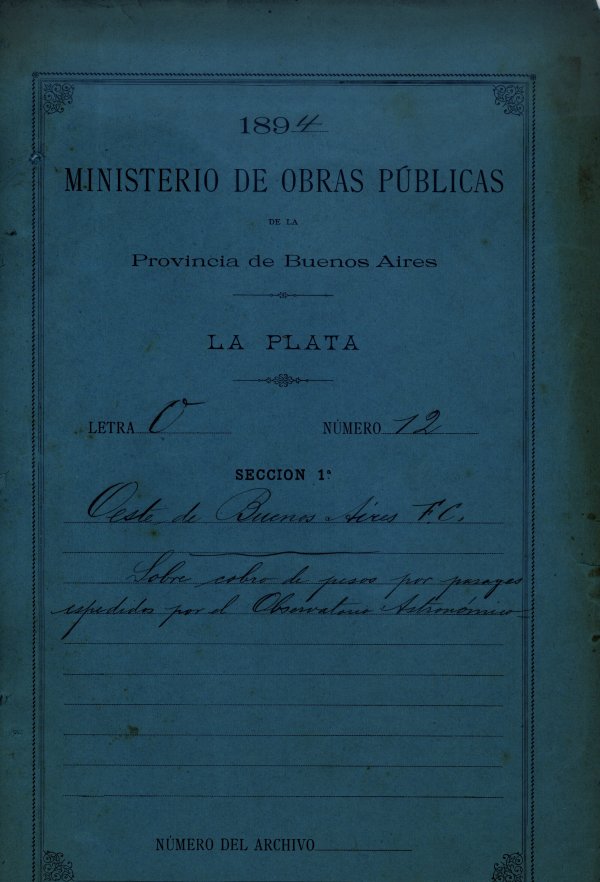 1894
MINISTERIO DE OBRAS PÚBLICAS
DE LA
Provincia de Buenos Aires
LA PLATA
LETRA O NÚMERO 12
SECCION 1ª
Oeste de Buenos Aires F.C.
Sobre cobro de pesos por pasages
espedidos por el Observatorio Astronómico
NÚMERO DEL ARCHIVO